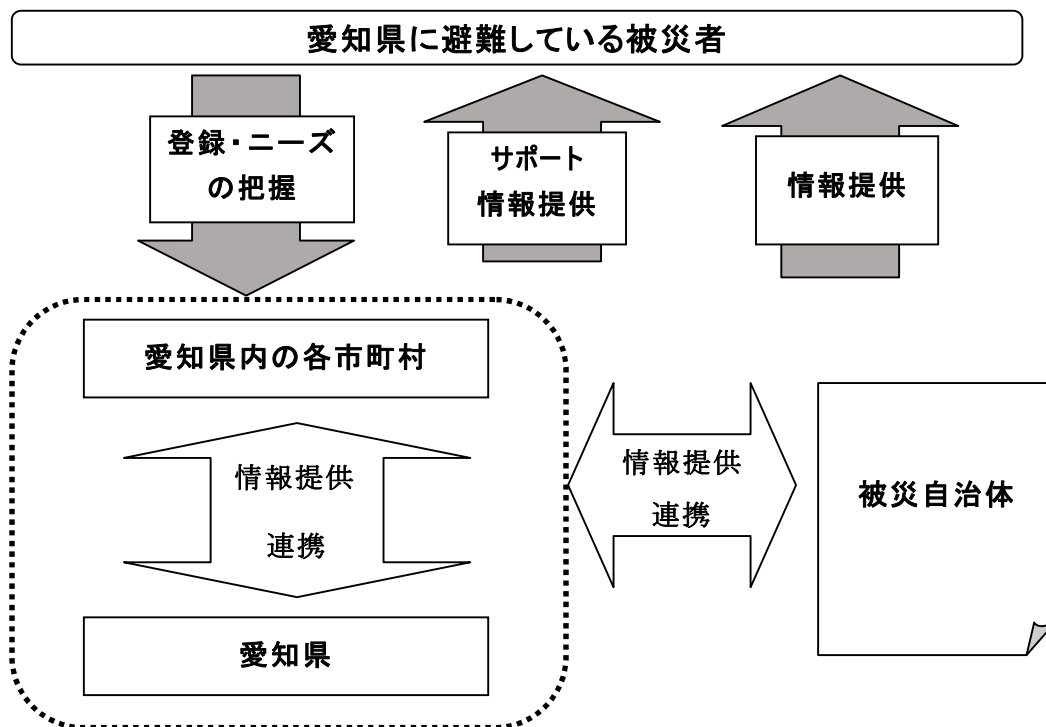 愛知県に避難している被災者
登録・ニーズ
の把握
サポート
情報提供
情報提供
愛知県内の各市町村
情報提供
連携
愛知県
情報提供
連携
被災自治体